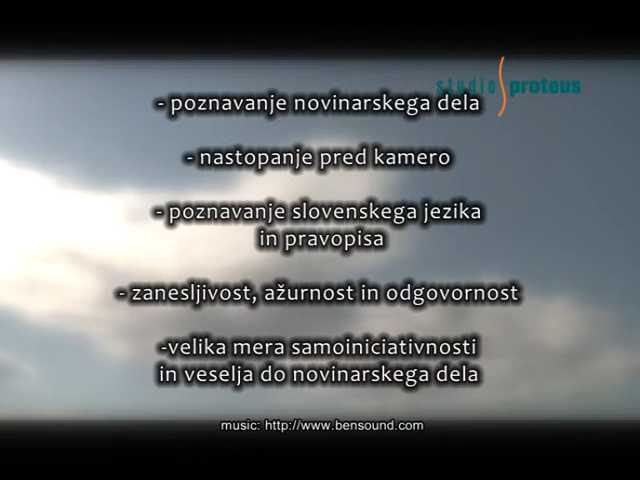 studio proteus
- poznavanje novinarskega dela
- nastopanje pred kamero
- poznavanje slovenskega jezika
in pravopisa
- zanesljivost, ažurnost in odgovornost
-velika mera samoiniciativnosti
in veselja do novinarskega dela
music: http://www.bensound.com